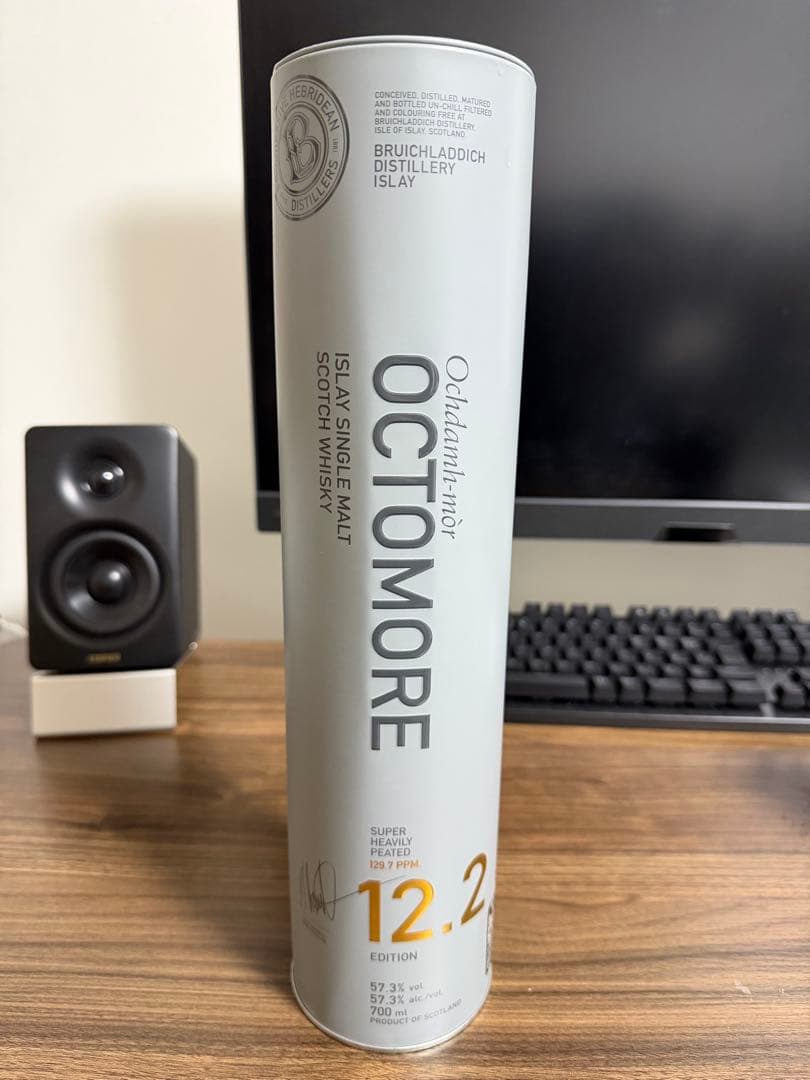 THE HEBRIDEAN
DISTILLERS
CONCEIVED, DISTILLED, MATURED
AND BOTTLED UN-CHILL FILTERED
AND COLOURING FREE AT
BRUICHLADDICH DISTILLERY,
ISLE OF ISLAY, SCOTLAND
BRUICHLADDICH
DISTILLERY
ISLAY
Ochdamh-mòr
OCTOMORE
ISLAY SINGLE MALT
SCOTCH WHISKY
SUPER
HEAVILY
PEATED
129.7 PPM
12.2
EDITION
57.3% vol
57.3% alc./vol.
700 ml
PRODUCT OF SCOTLAND